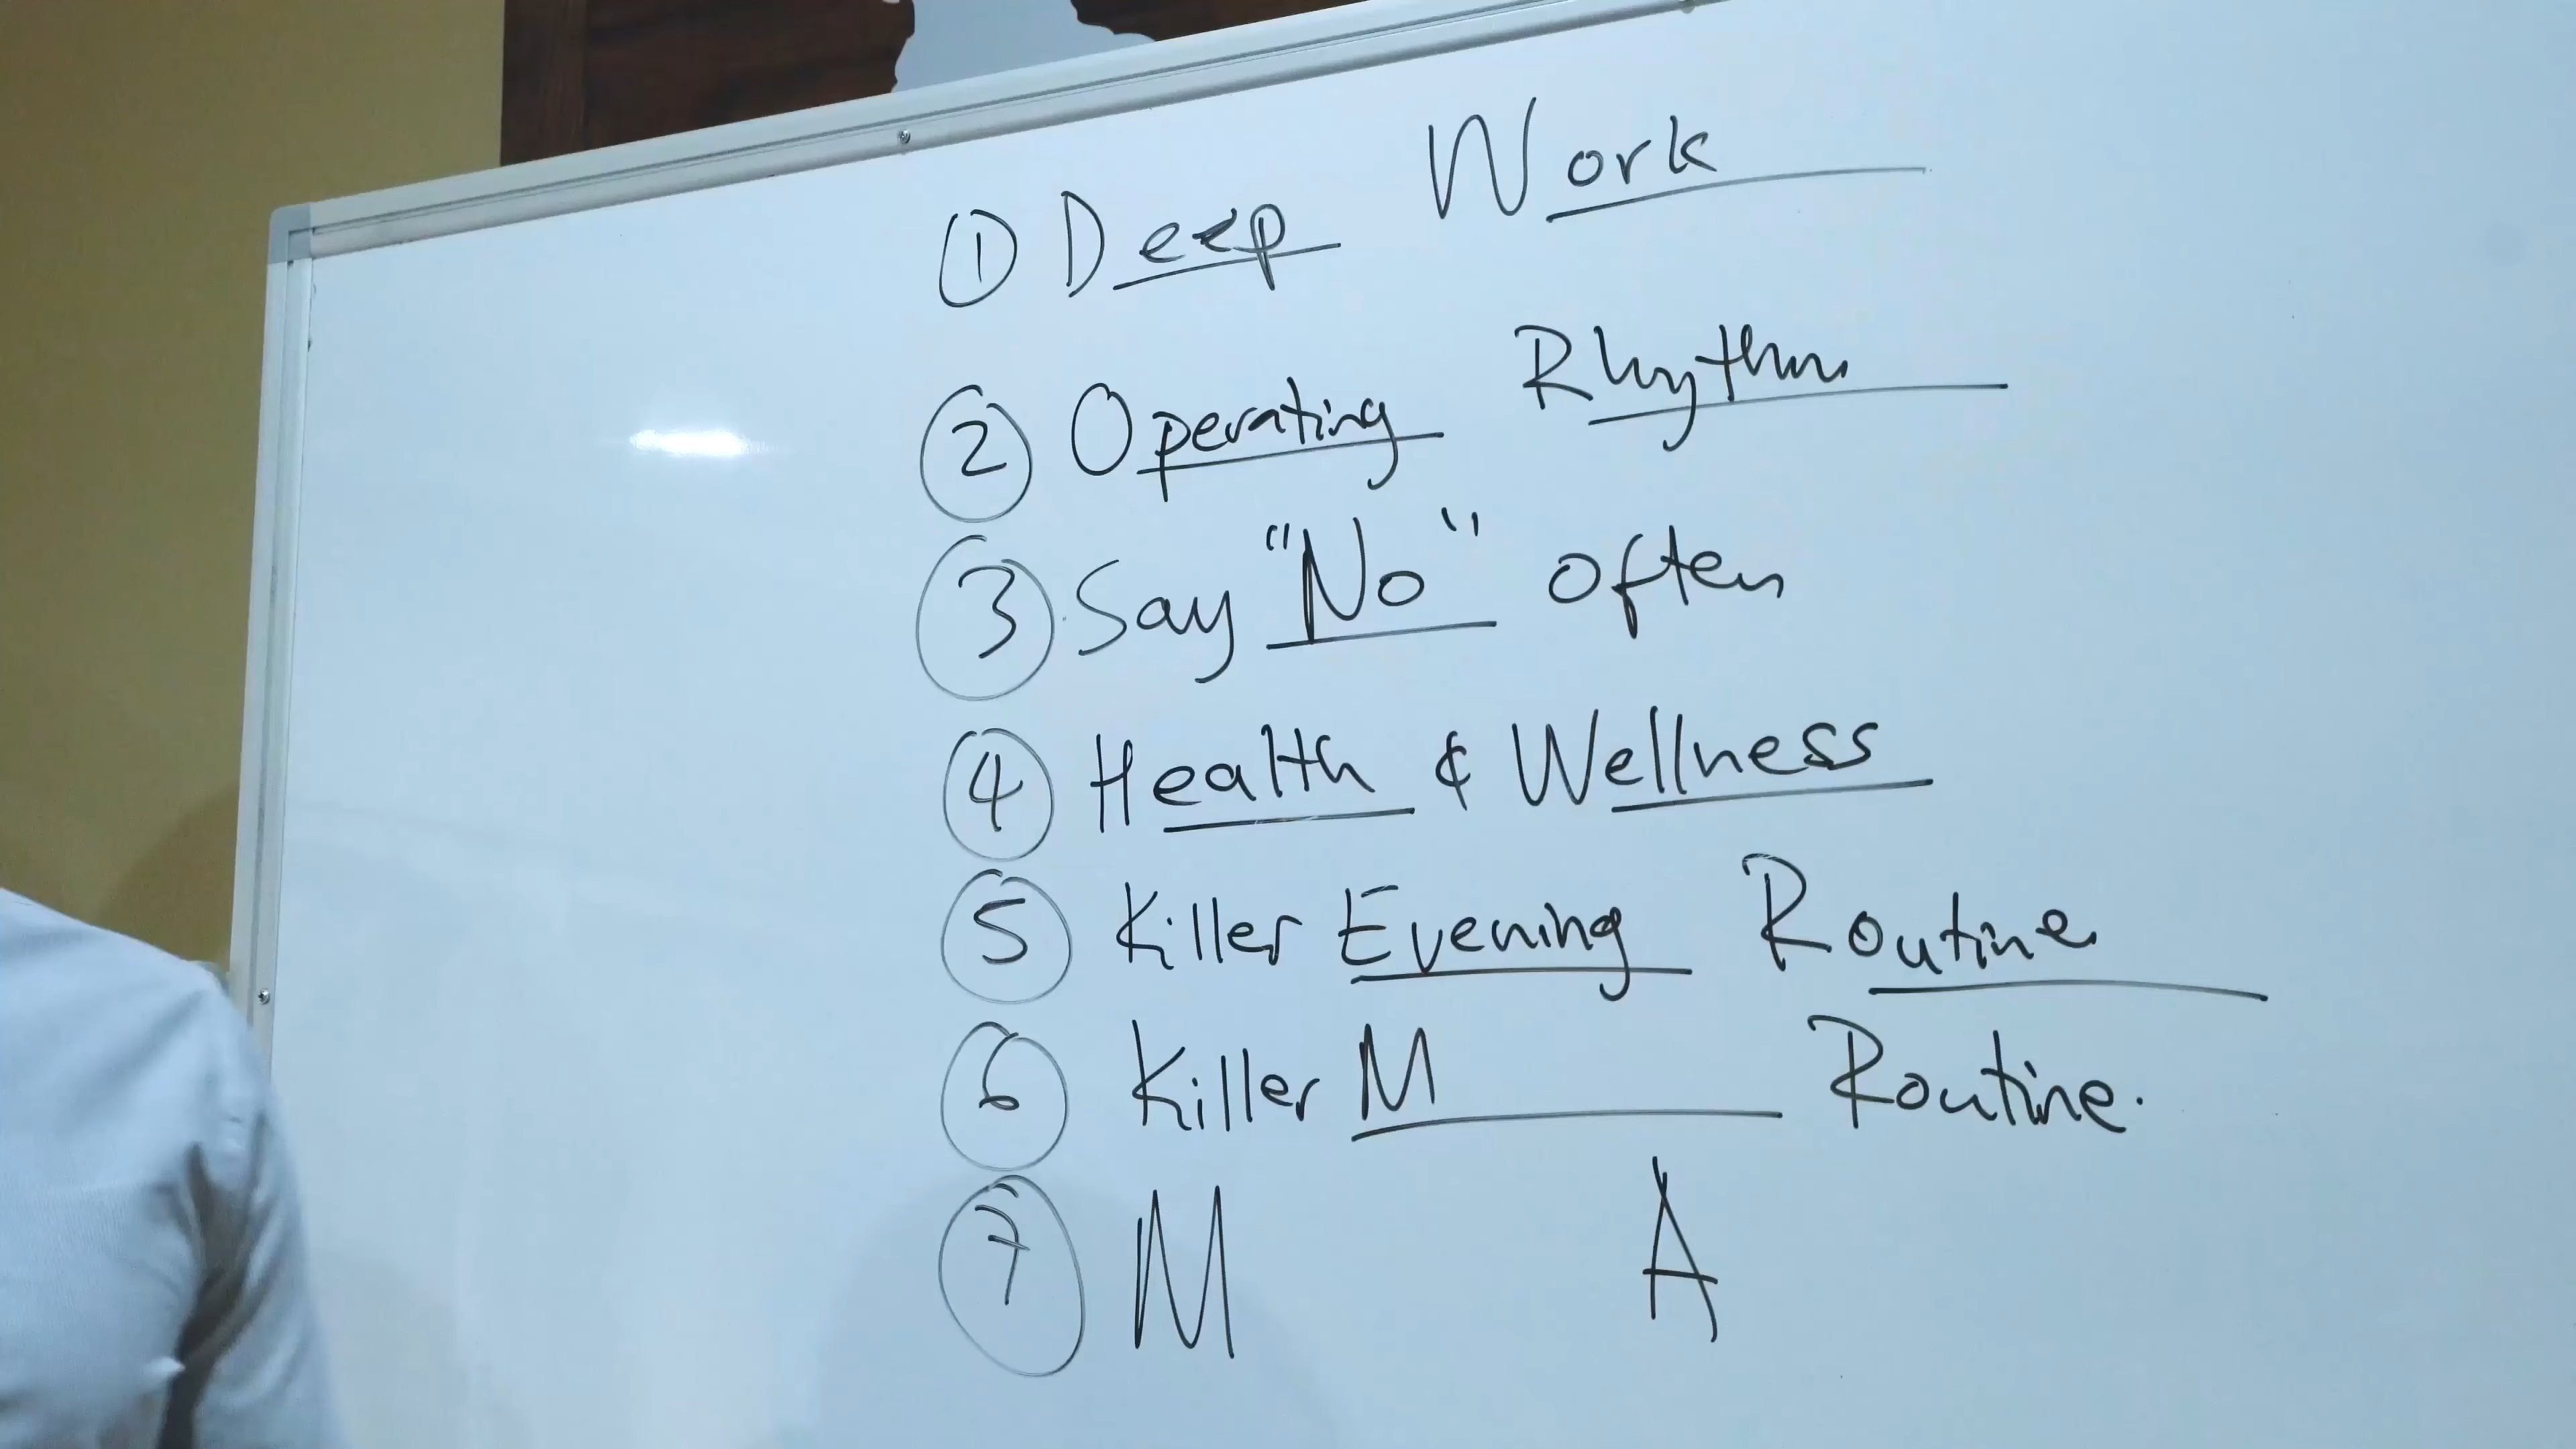 ① Deep Work
② Operating Rhythm
③ Say "No" often
④ Health & Wellness
⑤ Killer Evening Routine
⑥ Killer M Routine.
⑦ M A